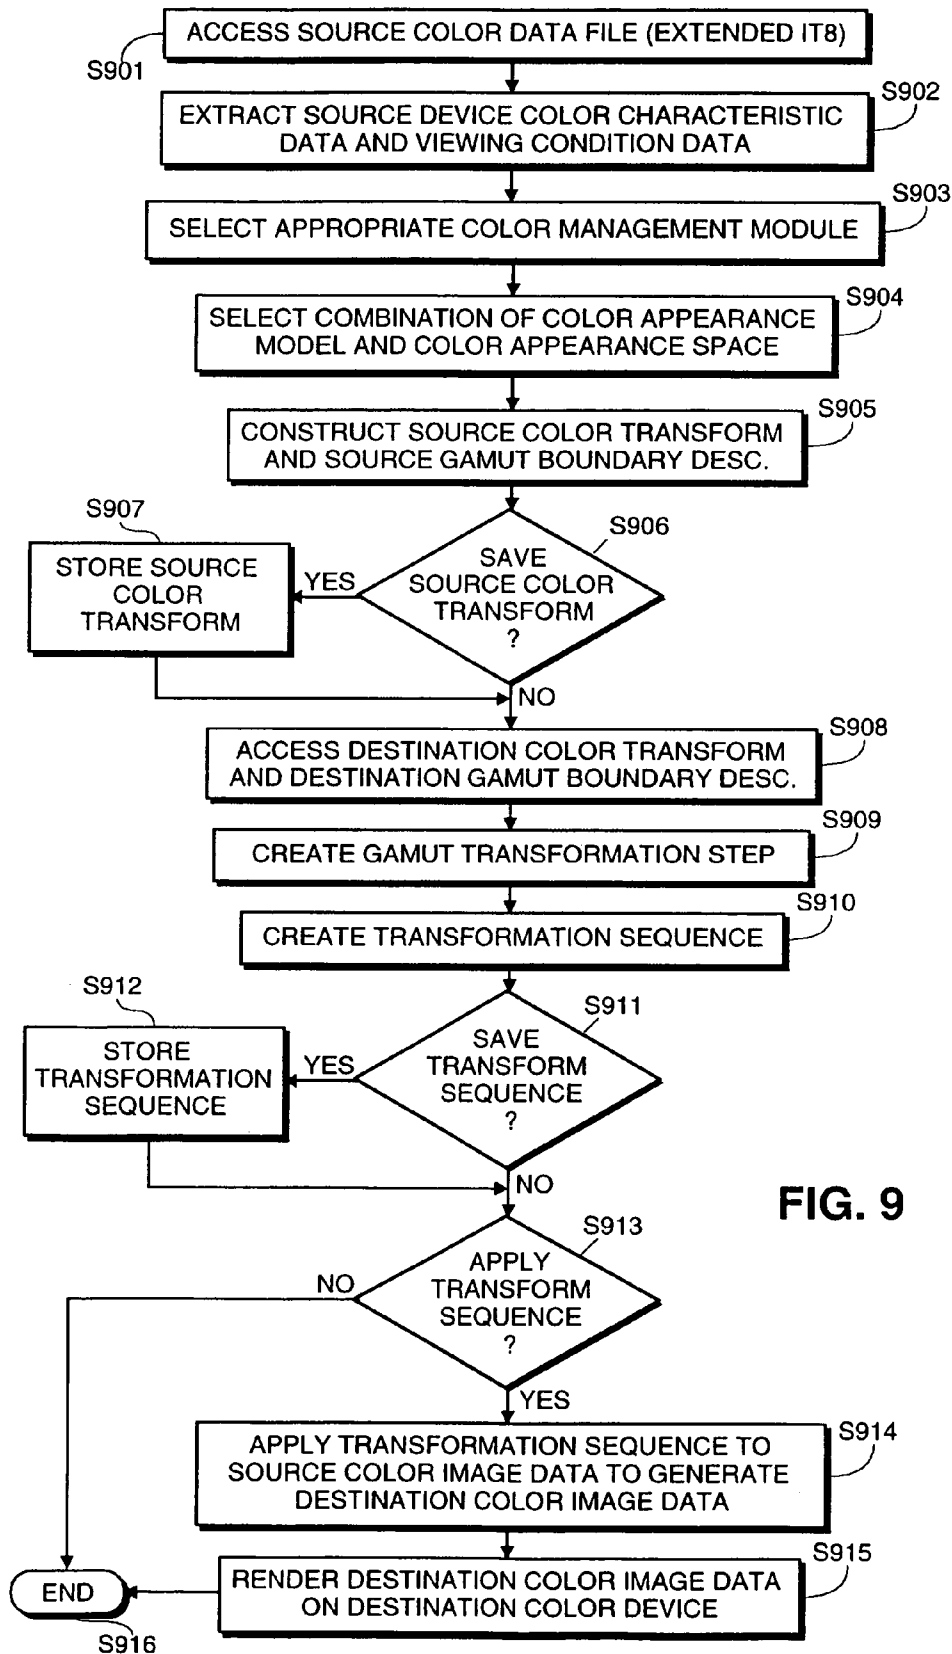 ACCESS SOURCE COLOR DATA FILE (EXTENDED IT8)
S901
EXTRACT SOURCE DEVICE COLOR CHARACTERISTIC
DATA AND VIEWING CONDITION DATA
S902
SELECT APPROPRIATE COLOR MANAGEMENT MODULE
S903
SELECT COMBINATION OF COLOR APPEARANCE
MODEL AND COLOR APPEARANCE SPACE
S904
CONSTRUCT SOURCE COLOR TRANSFORM
AND SOURCE GAMUT BOUNDARY DESC.
S905
SAVE
SOURCE COLOR
TRANSFORM
?
S906
YES
S907
STORE SOURCE
COLOR
TRANSFORM
NO
ACCESS DESTINATION COLOR TRANSFORM
AND DESTINATION GAMUT BOUNDARY DESC.
S908
CREATE GAMUT TRANSFORMATION STEP
S909
CREATE TRANSFORMATION SEQUENCE
S910
SAVE
TRANSFORM
SEQUENCE
?
S911
YES
S912
STORE
TRANSFORMATION
SEQUENCE
NO
FIG. 9
APPLY
TRANSFORM
SEQUENCE
?
S913
NO
YES
APPLY TRANSFORMATION SEQUENCE TO
SOURCE COLOR IMAGE DATA TO GENERATE
DESTINATION COLOR IMAGE DATA
S914
RENDER DESTINATION COLOR IMAGE DATA
ON DESTINATION COLOR DEVICE
S915
END
S916